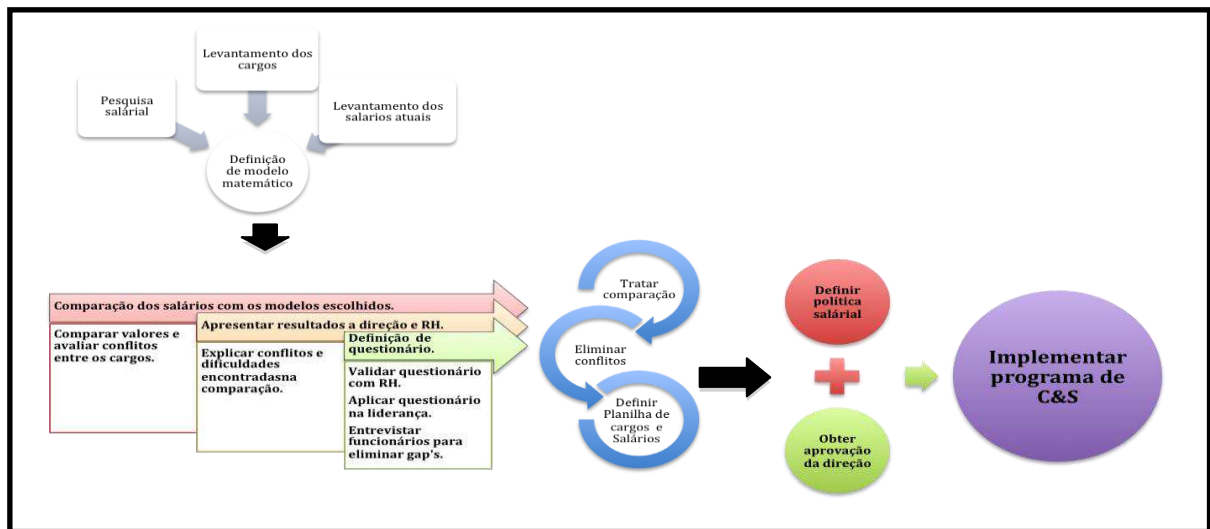 Levantamento dos
cargos
Pesquisa
salárial
Levantamento dos
salarios atuais
Definição
de modelo
matemático
Comparação dos salários com os modelos escolhidos.
Comparar valores e
avaliar conflitos
entre os cargos.
Apresentar resultados a direção e RH.
Explicar conflitos e
dificuldades
encontradasna
comparação.
Definição de
questionário.
Validar questionário
com RH.
Aplicar questionário
na liderança.
Entrevistar
funcionários para
eliminar gap's.
Tratar
comparação
Eliminar
conflitos
Definir
Planilha de
cargos e
Salários
Definir
política
salárial
Obter
aprovação
da direção
Implementar
programa de
C&S